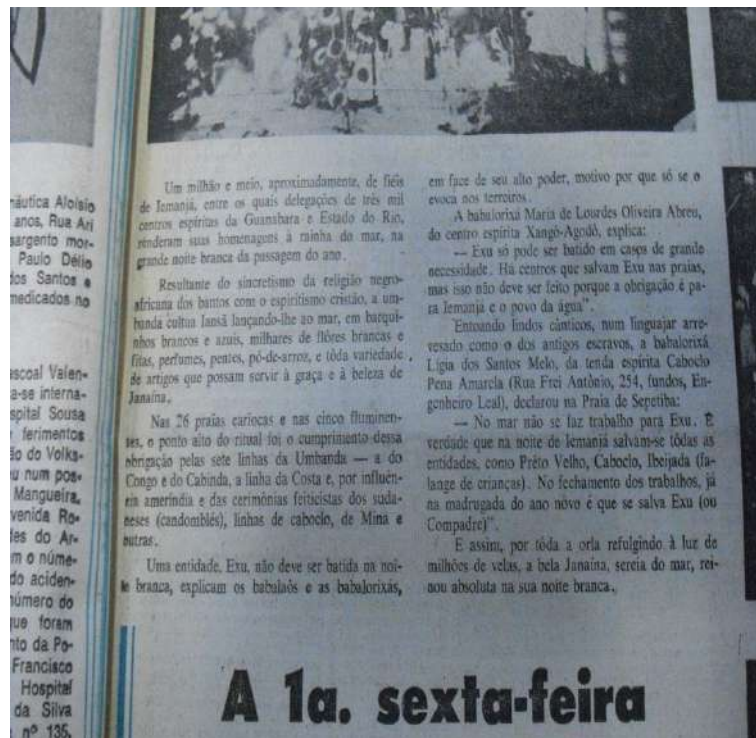 náutica Aloísio
anos, Rua Ari
sargento mor-
Paulo Délio
dos Santos e
medicados no
ascoal Valen-
a-se interna-
spital Sousa
ferimentos
ão do Volks-
u num pos-
Mangueira,
venida Ro-
des do Ar-
m o núme-
do aciden-
número do
que foram
nto da Po-
Francisco
Hospital
da Silva
nº 135.
Um milhão e meio, aproximadamente, de fiéis
de Iemanjá, entre os quais delegações de três mil
centros espíritas da Guanabara e Estado do Rio,
renderam suas homenagens à rainha do mar, na
grande noite branca da passagem do ano.
Resultante do sincretismo da religião negro-
africana dos bantos com o espiritismo cristão, a um-
banda cultua Iansã lançando-lhe ao mar, em barqui-
nhos brancos e azuis, milhares de flôres brancas e
fitas, perfumes, pentes, pó-de-arroz, e tôda variedade
de artigos que possam servir à graça e à beleza de
Janaína.
Nas 26 praias cariocas e nas cinco fluminen-
ses, o ponto alto do ritual foi o cumprimento dessa
obrigação pelas sete linhas da Umbanda — a do
Congo e do Cabinda, a linha da Costa e, por influên-
cia ameríndia e das cerimônias feiticistas dos suda-
neses (candomblés), linhas de caboclo, de Mina e
outras.
Uma entidade, Exu, não deve ser batida na noi-
te branca, explicam os babalaôs e as babalorixás,
em face de seu alto poder, motivo por que só se o
evoca nos terreiros.
A babalorixá Maria de Lourdes Oliveira Abreu,
do centro espírita Xangô-Agodô, explica:
— Exu só pode ser batido em casos de grande
necessidade. Há centros que salvam Exu nas praias,
mas isso não deve ser feito porque a obrigação é pa-
ra Iemanjá e o povo da água".
Entoando lindos cânticos, num linguajar arre-
vesado como o dos antigos escravos, a babalorixá
Lígia dos Santos Melo, da tenda espírita Caboclo
Pena Amarela (Rua Frei Antônio, 254, fundos, En-
genheiro Leal), declarou na Praia de Sepetiba:
— No mar não se faz trabalho para Exu. É
verdade que na noite de Iemanjá salvam-se tôdas as
entidades, como Prêto Velho, Caboclo, Ibeijada (fa-
lange de crianças). No fechamento dos trabalhos, já
na madrugada do ano novo é que se salva Exu (ou
Compadre)".
E assim, por tôda a orla refulgindo à luz de
milhões de velas, a bela Janaína, sereia do mar, rei-
nou absoluta na sua noite branca.
A 1a. sexta-feira